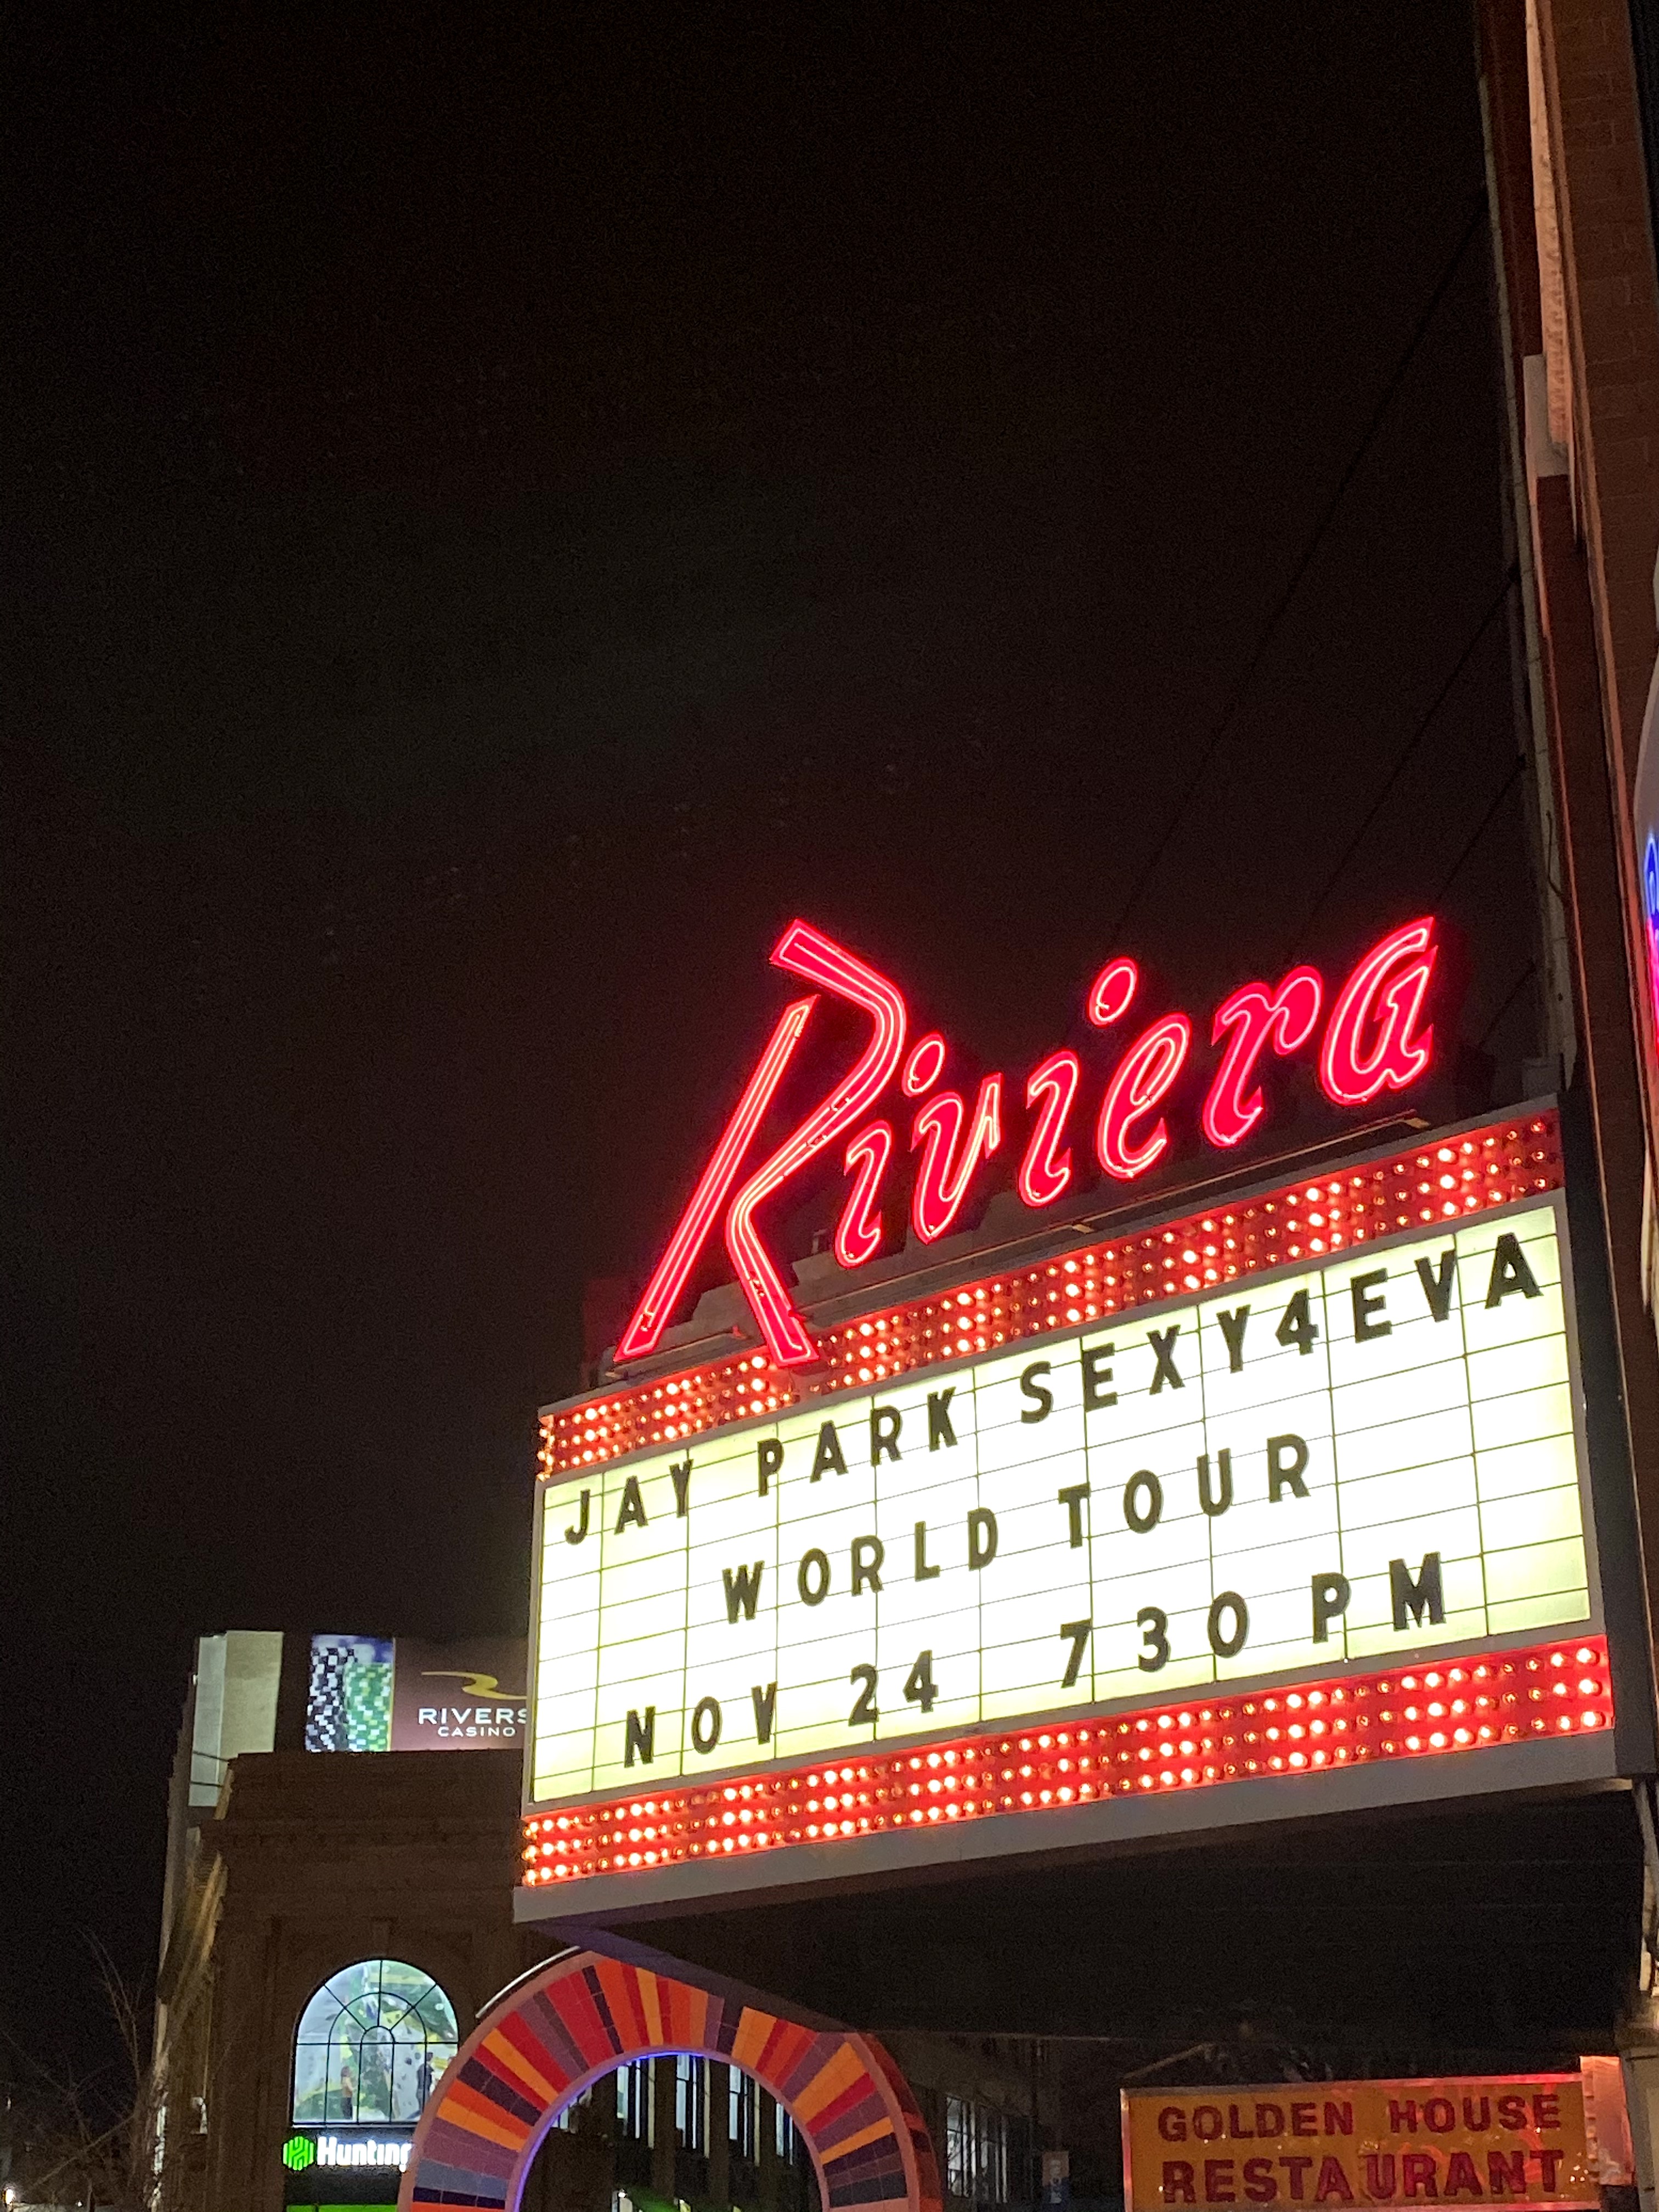 Riviera
JAY PARK SEXY4EVA
WORLD TOUR
NOV 24 730 PM
RIVERS
CASINO
GOLDEN HOUSE
RESTAURANT